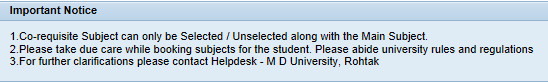 Important Notice
1.Co-requisite Subject can only be Selected / Unselected along with the Main Subject.
2.Please take due care while booking subjects for the student. Please abide university rules and regulations
3.For further clarifications please contact Helpdesk - M D University, Rohtak